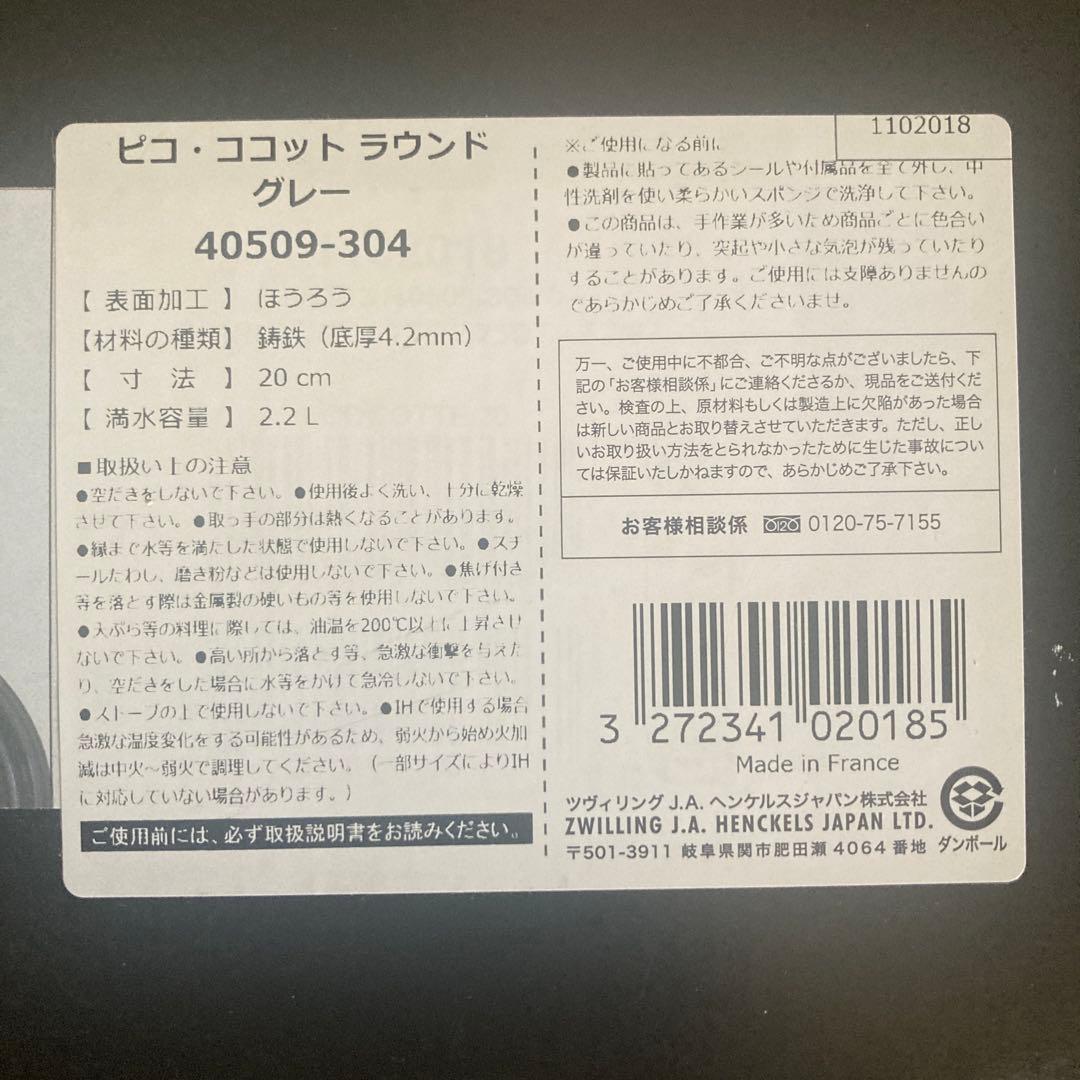 ピコ・ココット ラウンド
グレー
40509-304
【 表面加工 】 ほうろう
【材料の種類】 鋳鉄（底厚4.2mm）
【 寸 法 】 20 cm
【 満水容量 】 2.2 L
■取扱い上の注意
●空だきをしないで下さい。●使用後よく洗い、十分に乾燥
させて下さい。●取っ手の部分は熱くなることがあります。
●縁まで水等を満たした状態で使用しないで下さい。●スチ
ールたわし、磨き粉などは使用しないで下さい。●焦げ付き
等を落とす際は金属製の硬いもの等を使用しないで下さい。
●天ぷら等の料理に際しては、油温を200℃以上に上昇させ
ないで下さい。●高い所から落とす等、急激な衝撃を与えた
り、空だきをした場合に水等をかけて急冷しないで下さい。
●ストーブの上で使用しないで下さい。●IHで使用する場合
急激な温度変化をする可能性があるため、弱火から始め火加
減は中火～弱火で調理してください。（一部サイズによりIH
に対応していない場合があります。）
ご使用前には、必ず取扱説明書をお読みください。
1102018
※ご使用になる前に
●製品に貼ってあるシールや付属品を全て外し、中
性洗剤を使い柔らかいスポンジで洗浄して下さい。
●この商品は、手作業が多いため商品ごとに色合い
が違っていたり、突起や小さな気泡が残っていたり
することがあります。ご使用には支障ありませんの
であらかじめご了承くださいませ。
万一、ご使用中に不都合、ご不明な点がございましたら、下
記の「お客様相談係」にご連絡くださるか、現品をご送付くだ
さい。検査の上、原材料もしくは製造上に欠陥があった場合
は新しい商品とお取り替えさせていただきます。ただし、正し
いお取り扱い方法をとられなかったために生じた事故につい
ては保証いたしかねますので、あらかじめご了承下さい。
お客様相談係 0120-75-7155
3 272341 020185
Made in France
ツヴィリング J.A. ヘンケルスジャパン株式会社
ZWILLING J.A. HENCKELS JAPAN LTD.
〒501-3911 岐阜県関市肥田瀬 4064 番地
ダンボール